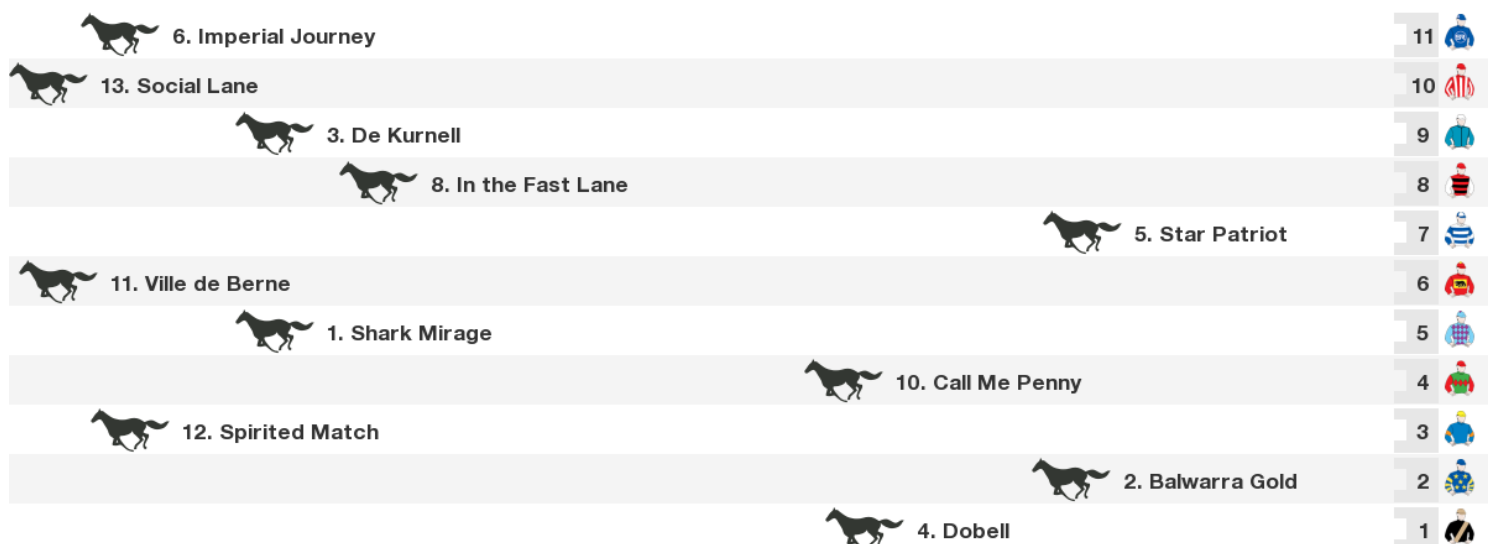 6. Imperial Journey 11
13. Social Lane 10
3. De Kurnell 9
8. In the Fast Lane 8
5. Star Patriot 7
11. Ville de Berne 6
1. Shark Mirage 5
10. Call Me Penny 4
12. Spirited Match 3
2. Balwarra Gold 2
4. Dobell 1